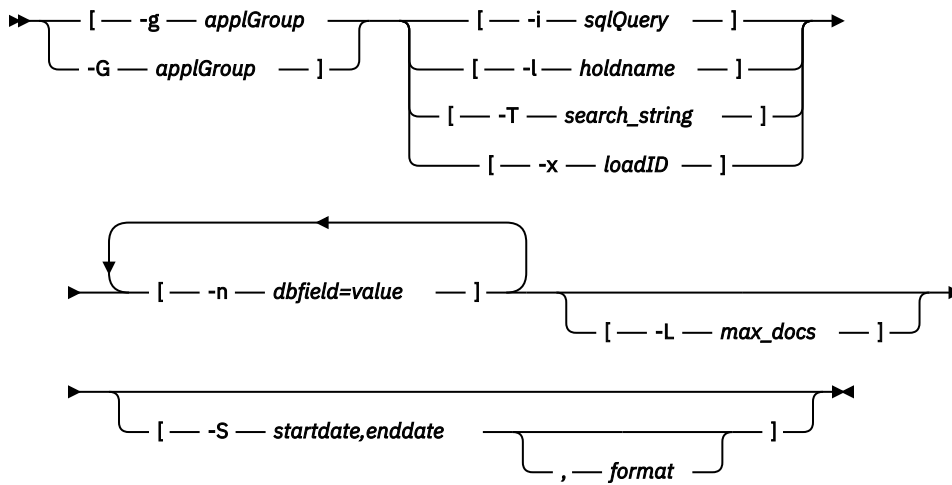 [ -g applGroup [ -i sqlQuery ]
-G applGroup ] [ -l holdname ]
[ -T search_string ]
[ -x loadID ]
[ -n dbfield=value ]
[ -L max_docs ]
[ -S startdate,enddate ]
, format